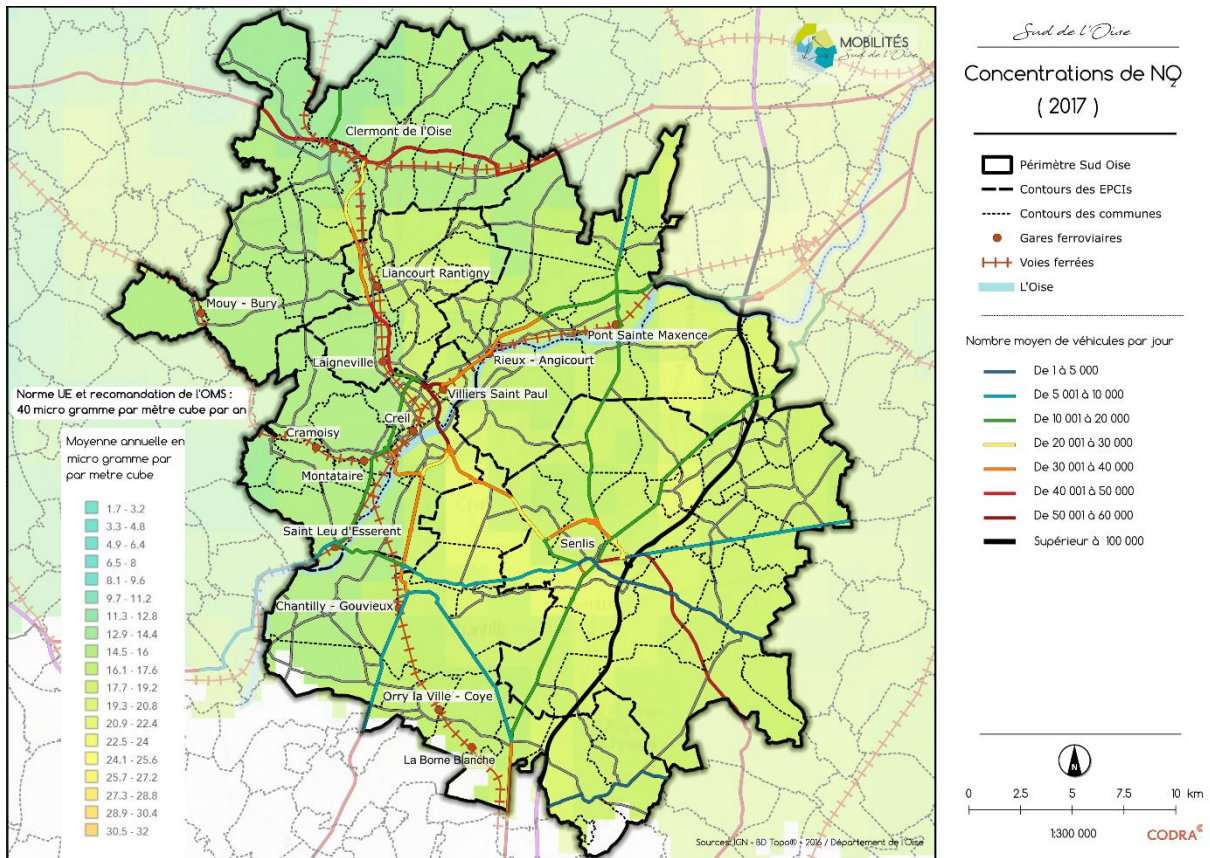 MOBILITÉS
Sud de l'Oise
Clermont de l'Oise
Liancourt Rantigny
Mouy - Bury
Pont Sainte Maxence
Laigneville
Rieux - Angicourt
Villiers Saint Paul
Creil
Cramoisy
Montataire
Saint Leu d'Esserent
Senlis
Chantilly - Gouvieux
Orry la Ville - Coye
La Borne Blanche
Norme UE et recomandation de l'OMS :
40 micro gramme par mètre cube par an
Moyenne annuelle en
micro gramme par
par metre cube
1.7 - 3.2
3.3 - 4.8
4.9 - 6.4
6.5 - 8
8.1 - 9.6
9.7 - 11.2
11.3 - 12.8
12.9 - 14.4
14.5 - 16
16.1 - 17.6
17.7 - 19.2
19.3 - 20.8
20.9 - 22.4
22.5 - 24
24.1 - 25.6
25.7 - 27.2
27.3 - 28.8
28.9 - 30.4
30.5 - 32
Sources: IGN - BD Topo® - 2016 / Département de l'Oise
Sud de l'Oise
Concentrations de NO2
( 2017 )
Périmètre Sud Oise
Contours des EPCIs
Contours des communes
Gares ferroviaires
Voies ferrées
L'Oise
Nombre moyen de véhicules par jour
De 1 à 5 000
De 5 001 à 10 000
De 10 001 à 20 000
De 20 001 à 30 000
De 30 001 à 40 000
De 40 001 à 50 000
De 50 001 à 60 000
Supérieur à 100 000
N
0 2.5 5 7.5 10 km
1:300 000
CODRA